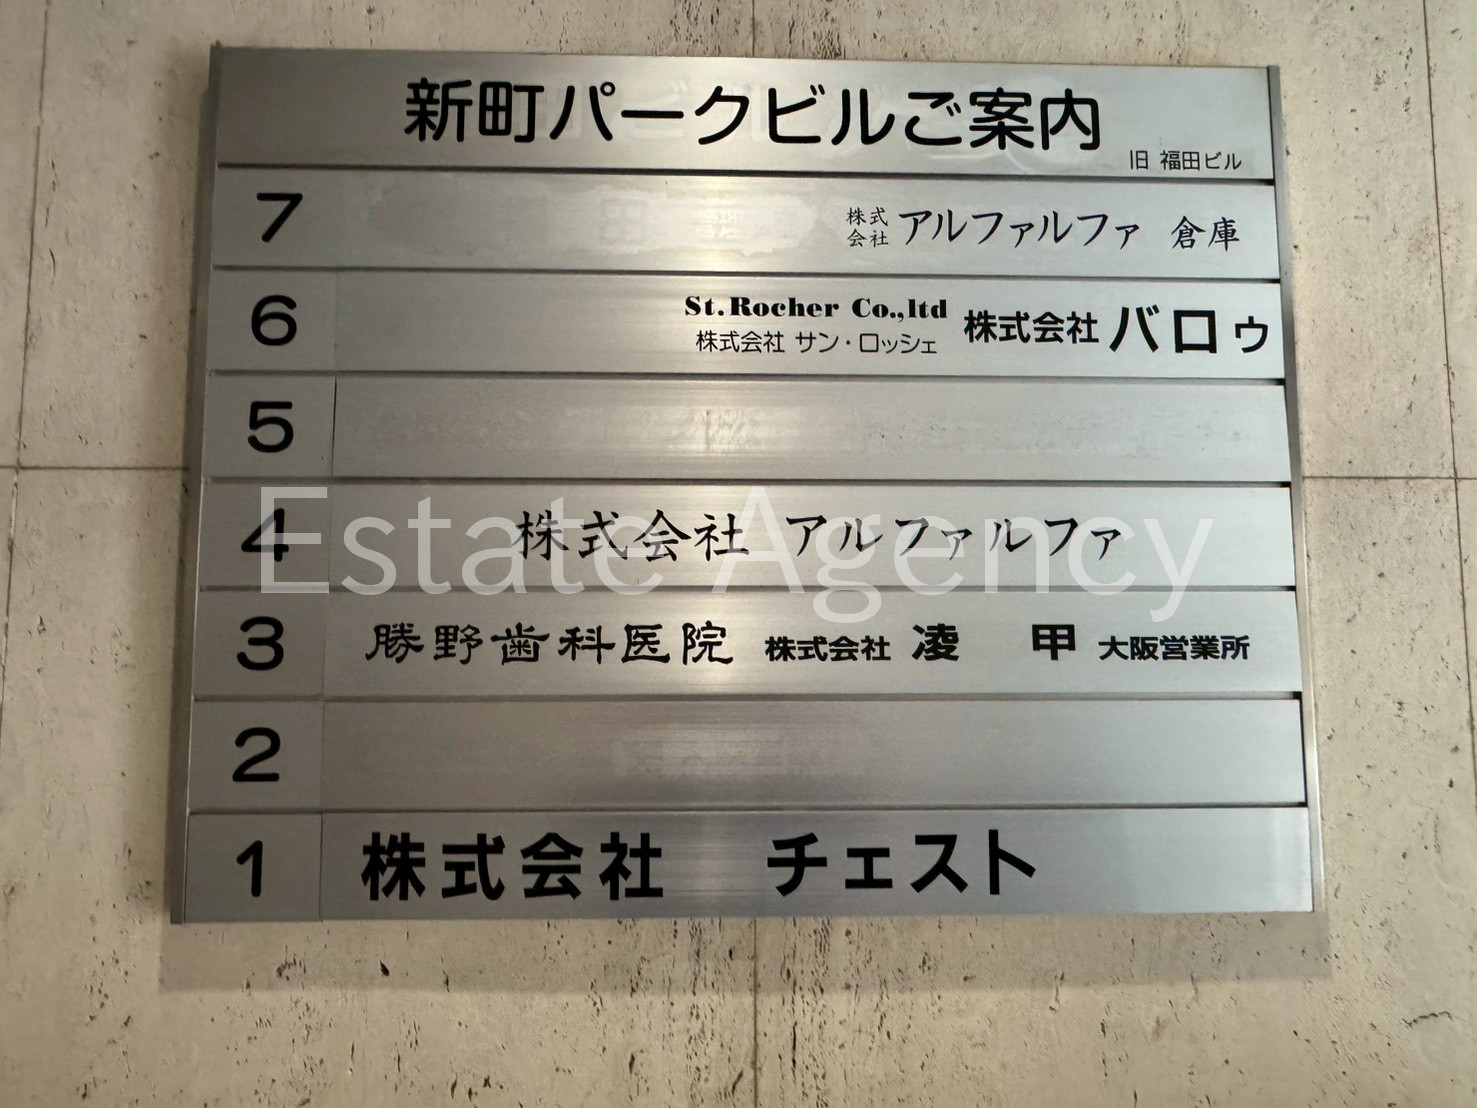 新町パークビルご案内
旧 福田ビル
7 株式会社 アルファルファ 倉庫
6 St.Rocher Co.,ltd 株式会社 サン・ロッシェ 株式会社 バロゥ
5
4 株式会社 アルファルファ
3 勝野歯科医院 株式会社 凌 甲 大阪営業所
2
1 株式会社 チェスト
Estate Agency